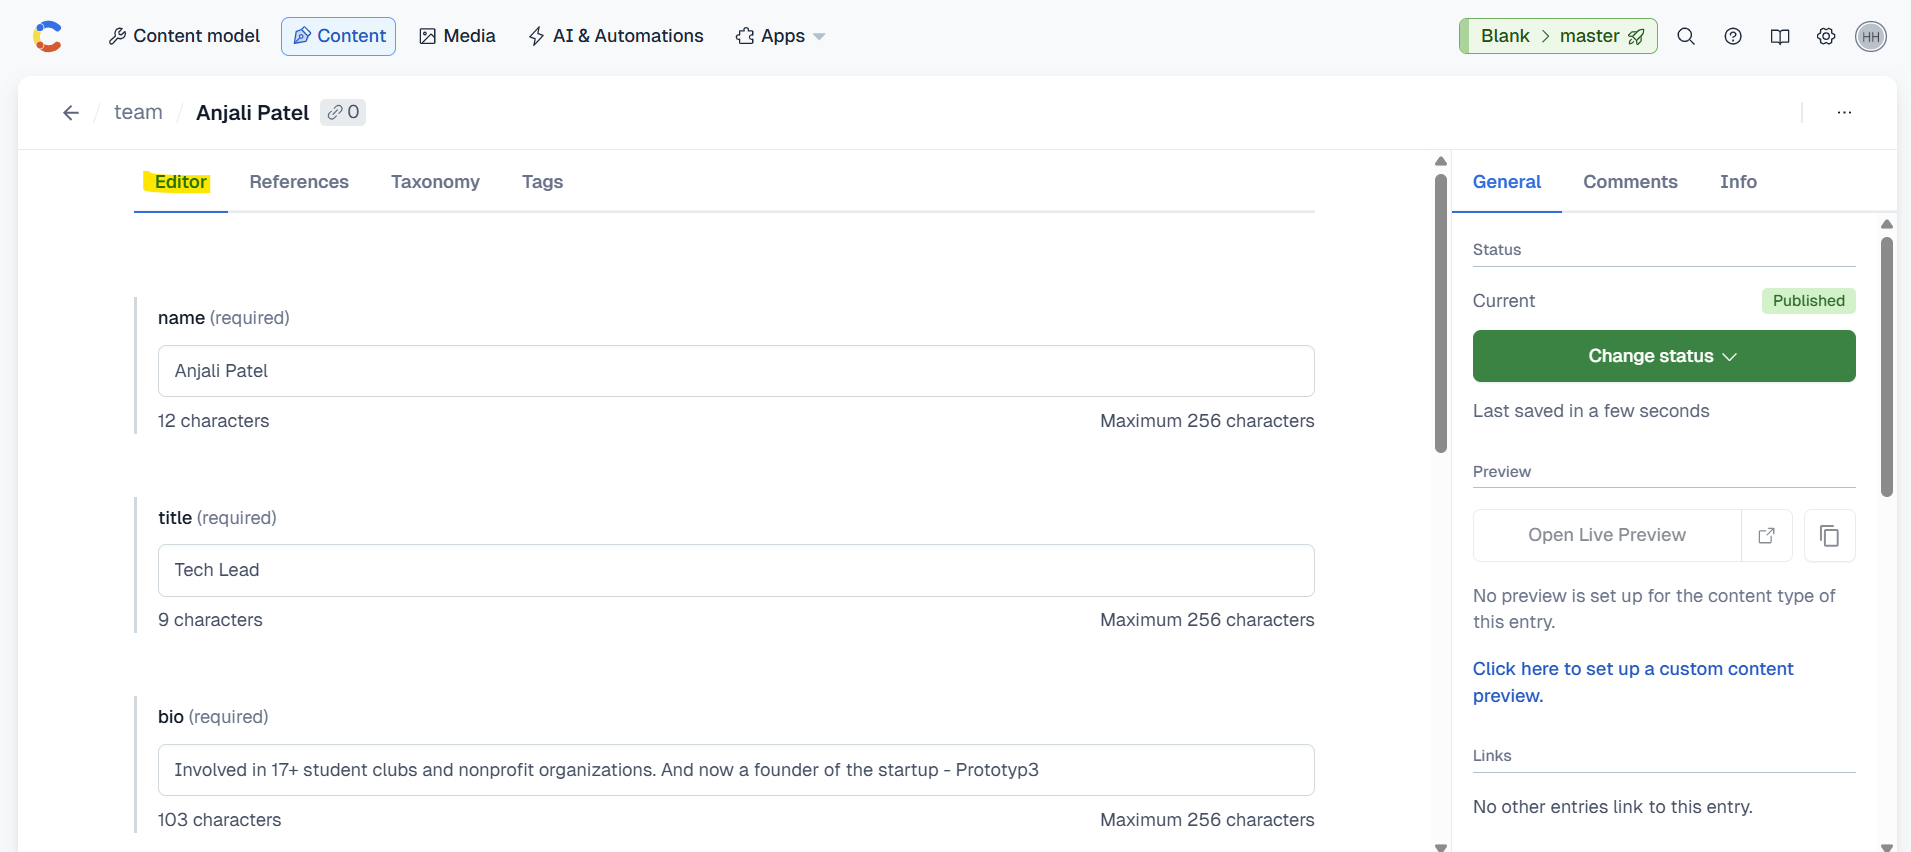 Content model
Content
Media
AI & Automations
Apps
Blank > master
HH
/ team / Anjali Patel 0
...
Editor
References
Taxonomy
Tags
name (required)
Anjali Patel
12 characters
Maximum 256 characters
title (required)
Tech Lead
9 characters
Maximum 256 characters
bio (required)
Involved in 17+ student clubs and nonprofit organizations. And now a founder of the startup - Prototyp3
103 characters
Maximum 256 characters
General
Comments
Info
Status
Current
Published
Change status
Last saved in a few seconds
Preview
Open Live Preview
No preview is set up for the content type of
this entry.
Click here to set up a custom content
preview.
Links
No other entries link to this entry.